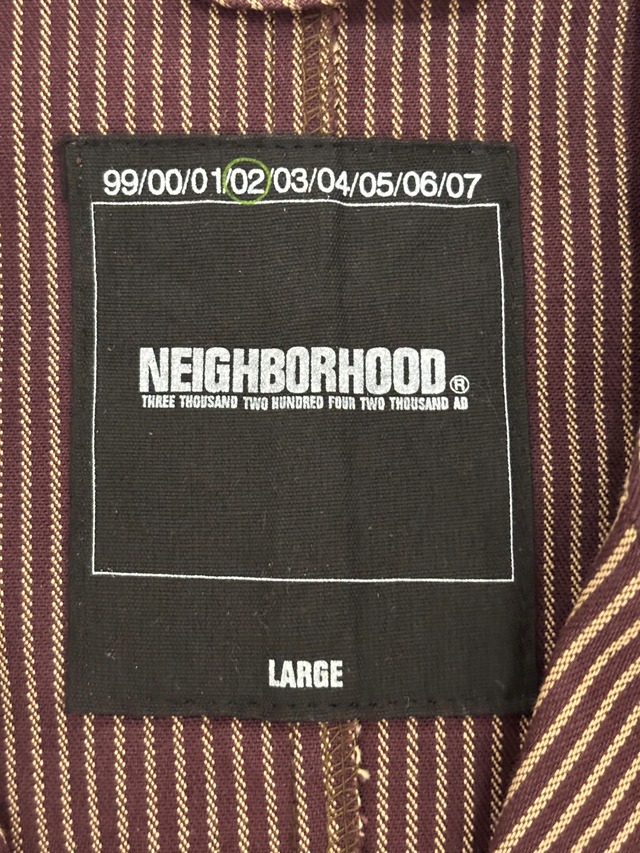 99/00/01/02/03/04/05/06/07
NEIGHBORHOOD®
THREE THOUSAND TWO HUNDRED FOUR TWO THOUSAND AD
LARGE